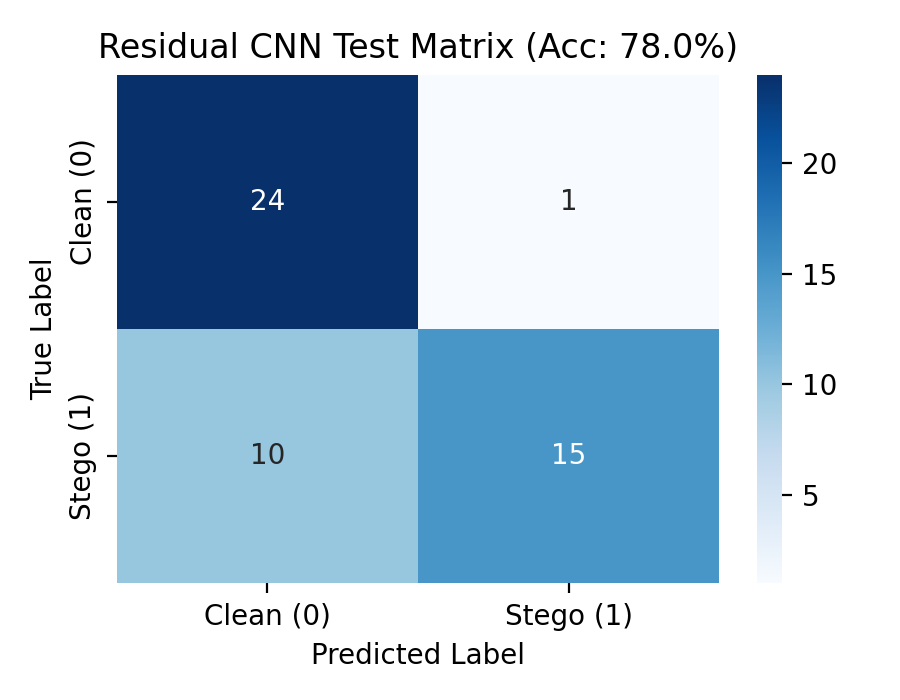 Residual CNN Test Matrix (Acc: 78.0%)
True Label
Clean (0)
Stego (1)
24
1
10
15
Clean (0)
Stego (1)
Predicted Label
20
15
10
5